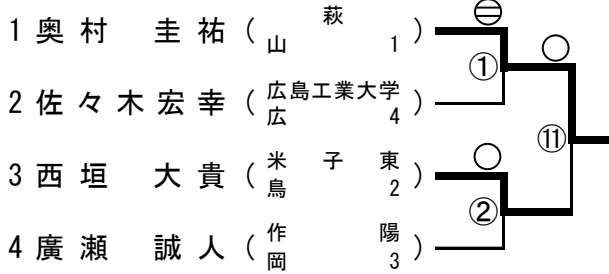 1 奥村 圭祐 ( 萩 山 1 )
①
2 佐々木宏幸 ( 広島工業大学 広 4 )
⑪
3 西垣 大貴 ( 米子東 鳥 2 )
②
4 廣瀬 誠人 ( 作陽 岡 3 )